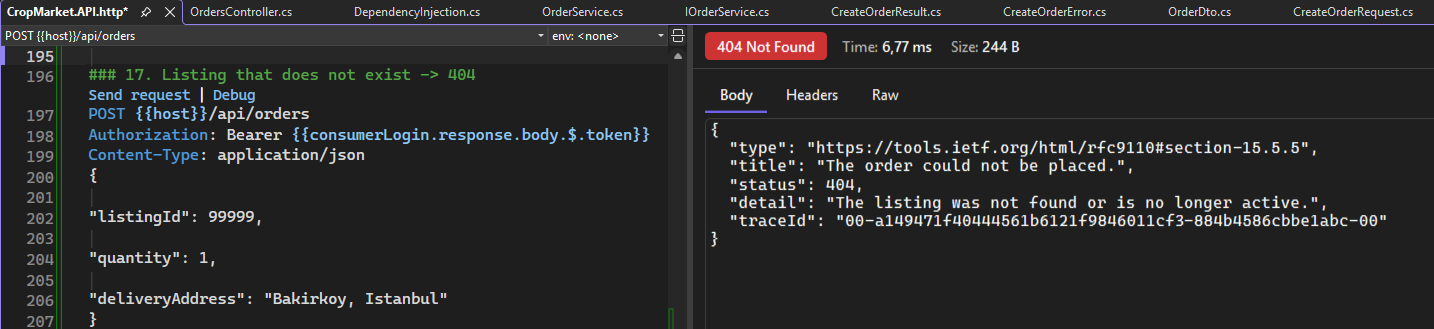 CropMarket.API.http* OrdersController.cs DependencyInjection.cs OrderService.cs IOrderService.cs CreateOrderResult.cs CreateOrderError.cs OrderDto.cs CreateOrderRequest.cs
POST {{host}}/api/orders env: <none>
195
196 ### 17. Listing that does not exist -> 404
Send request | Debug
197 POST {{host}}/api/orders
198 Authorization: Bearer {{consumerLogin.response.body.$.token}}
199 Content-Type: application/json
200 {
201
202 "listingId": 99999,
203
204 "quantity": 1,
205
206 "deliveryAddress": "Bakirkoy, Istanbul"
207 }
404 Not Found Time: 6,77 ms Size: 244 B
Body Headers Raw
{
"type": "https://tools.ietf.org/html/rfc9110#section-15.5.5",
"title": "The order could not be placed.",
"status": 404,
"detail": "The listing was not found or is no longer active.",
"traceId": "00-a149471f40444561b6121f9846011cf3-884b4586cbbe1abc-00"
}